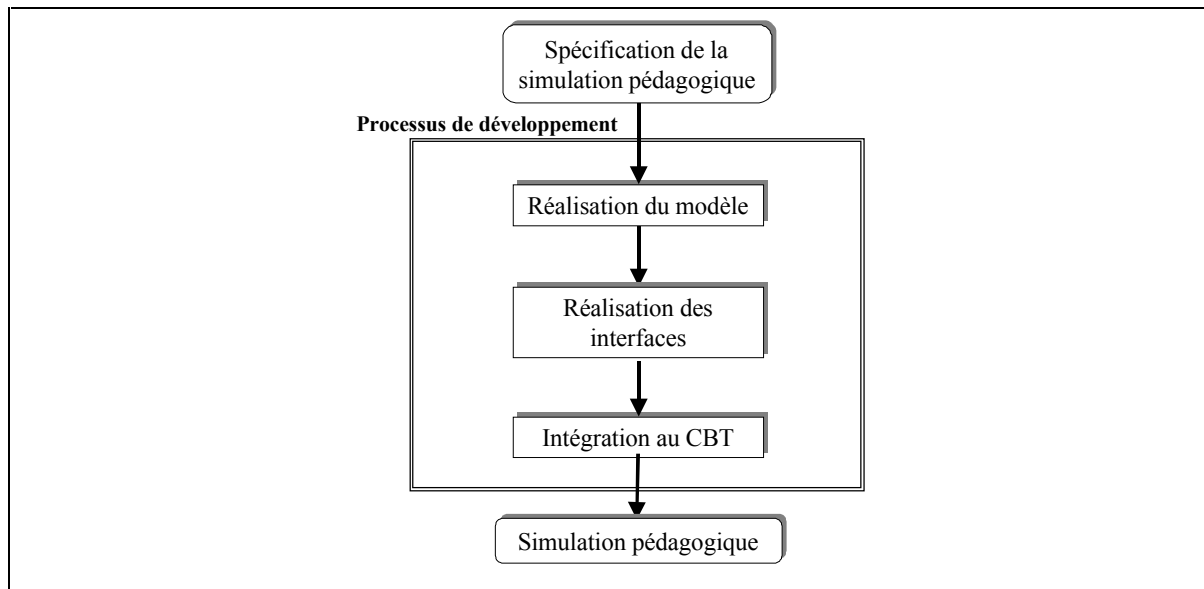 Spécification de la
simulation pédagogique
Processus de développement
Réalisation du modèle
Réalisation des
interfaces
Intégration au CBT
Simulation pédagogique